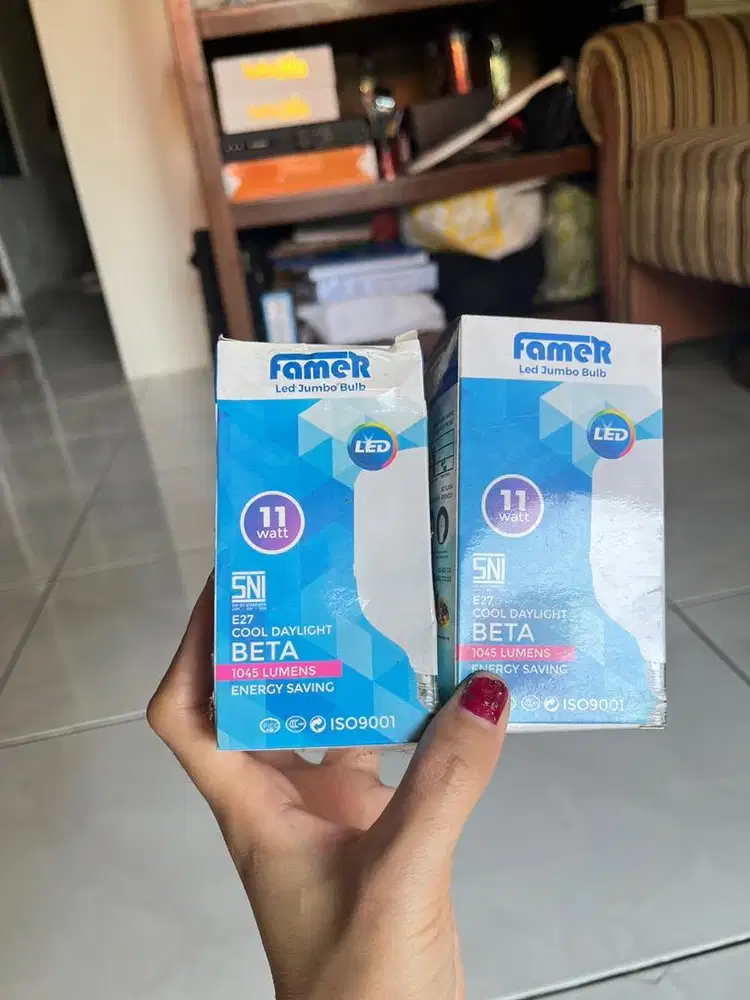 FameR
Led Jumbo Bulb
LED
11
watt
SNI
E27
COOL DAYLIGHT
BETA
1045 LUMENS
ENERGY SAVING
ISO9001
FameR
Led Jumbo Bulb
LED
11
watt
SNI
E27
COOL DAYLIGHT
BETA
1045 LUMENS
ENERGY SAVING
ISO9001